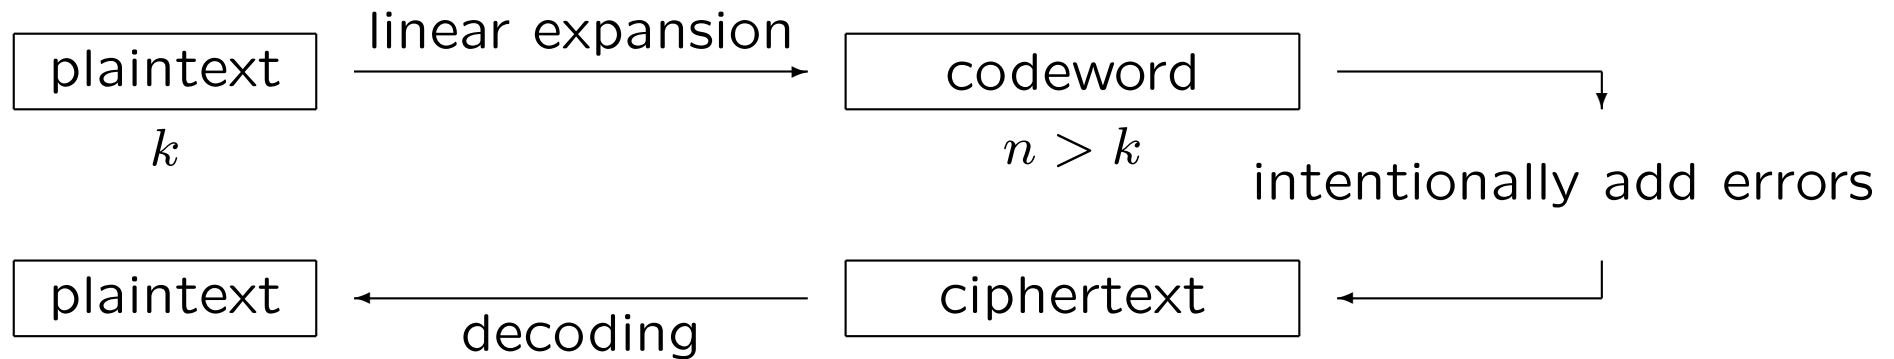 linear expansion
plaintext
codeword
k
n > k
intentionally add errors
plaintext
ciphertext
decoding